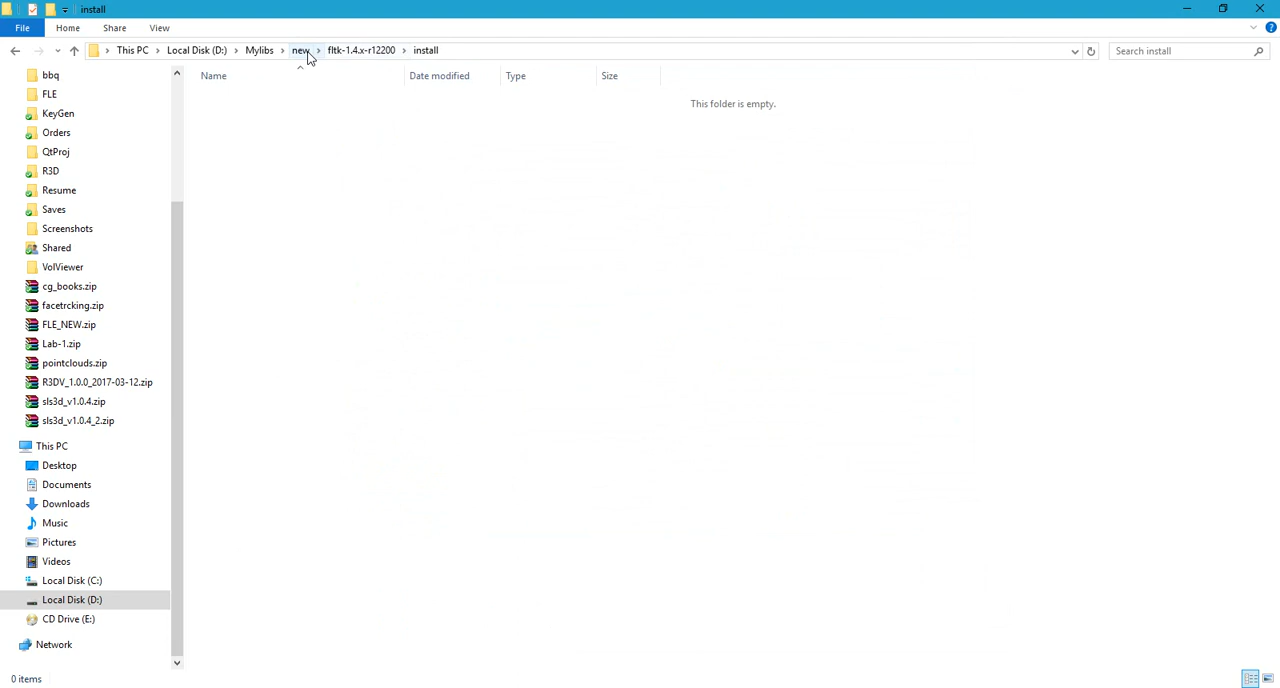 install
File Home Share View
This PC Local Disk (D:) Mylibs new fltk-1.4.x-r12200 install Search install
Name Date modified Type Size
This folder is empty.
bbq
FLE
KeyGen
Orders
QtProj
R3D
Resume
Saves
Screenshots
Shared
VolViewer
cg_books.zip
facetrcking.zip
FLE_NEW.zip
Lab-1.zip
pointclouds.zip
R3DV_1.0.0_2017-03-12.zip
sls3d_v1.0.4.zip
sls3d_v1.0.4_2.zip
This PC
Desktop
Documents
Downloads
Music
Pictures
Videos
Local Disk (C:)
Local Disk (D:)
CD Drive (E:)
Network
0 items